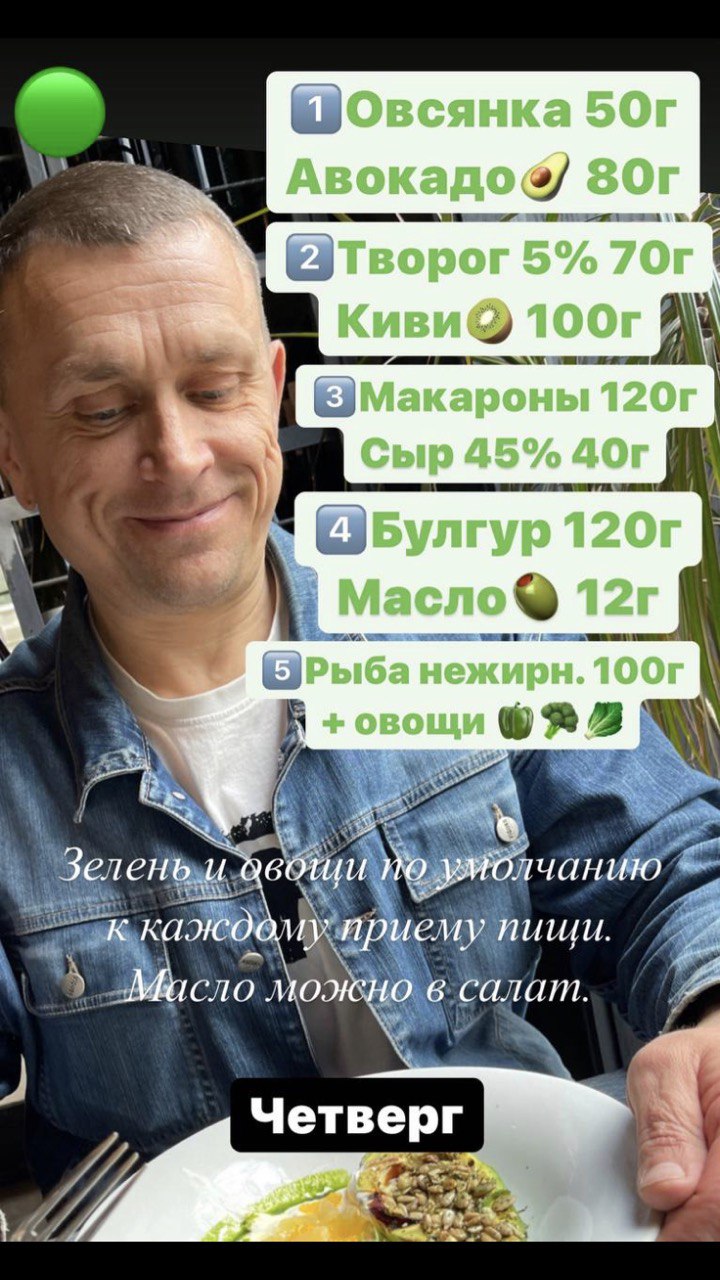 1 Овсянка 50г
Авокадо🥑 80г
2 Творог 5% 70г
Киви🥝 100г
3 Макароны 120г
Сыр 45% 40г
4 Булгур 120г
Масло🫒 12г
5 Рыба нежирн. 100г
+ овощи 🫑🥦🥬
Зелень и овощи по умолчанию
к каждому приему пищи.
Масло можно в салат.
Четверг